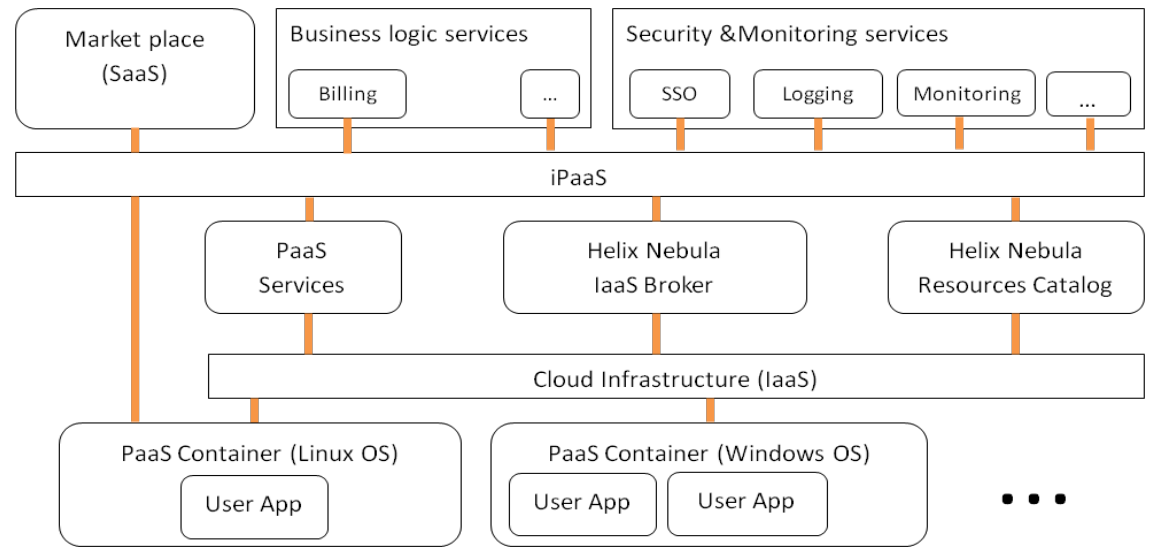 Market place
(SaaS)
Business logic services
Billing
...
Security &Monitoring services
SSO
Logging
Monitoring
...
iPaaS
PaaS
Services
Helix Nebula
IaaS Broker
Helix Nebula
Resources Catalog
Cloud Infrastructure (IaaS)
PaaS Container (Linux OS)
User App
PaaS Container (Windows OS)
User App
User App
...